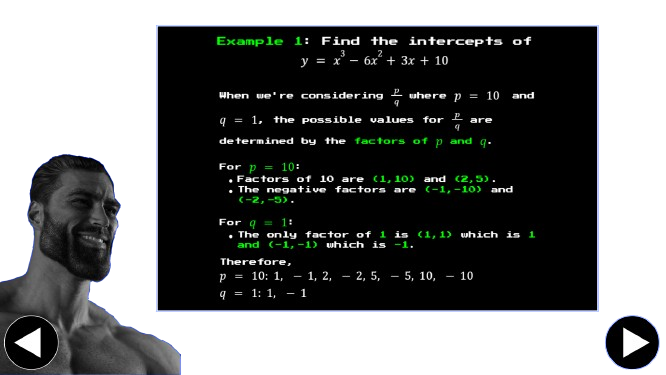 Example 1: Find the intercepts of
y = x³ − 6x² + 3x + 10
When we're considering p/q where p = 10 and
q = 1, the possible values for p/q are
determined by the factors of p and q.
For p = 10:
• Factors of 10 are (1,10) and (2,5).
• The negative factors are (-1,-10) and
(-2,-5).
For q = 1:
• The only factor of 1 is (1,1) which is 1
and (-1,-1) which is -1.
Therefore,
p = 10: 1, − 1, 2, − 2, 5, − 5, 10, − 10
q = 1: 1, − 1